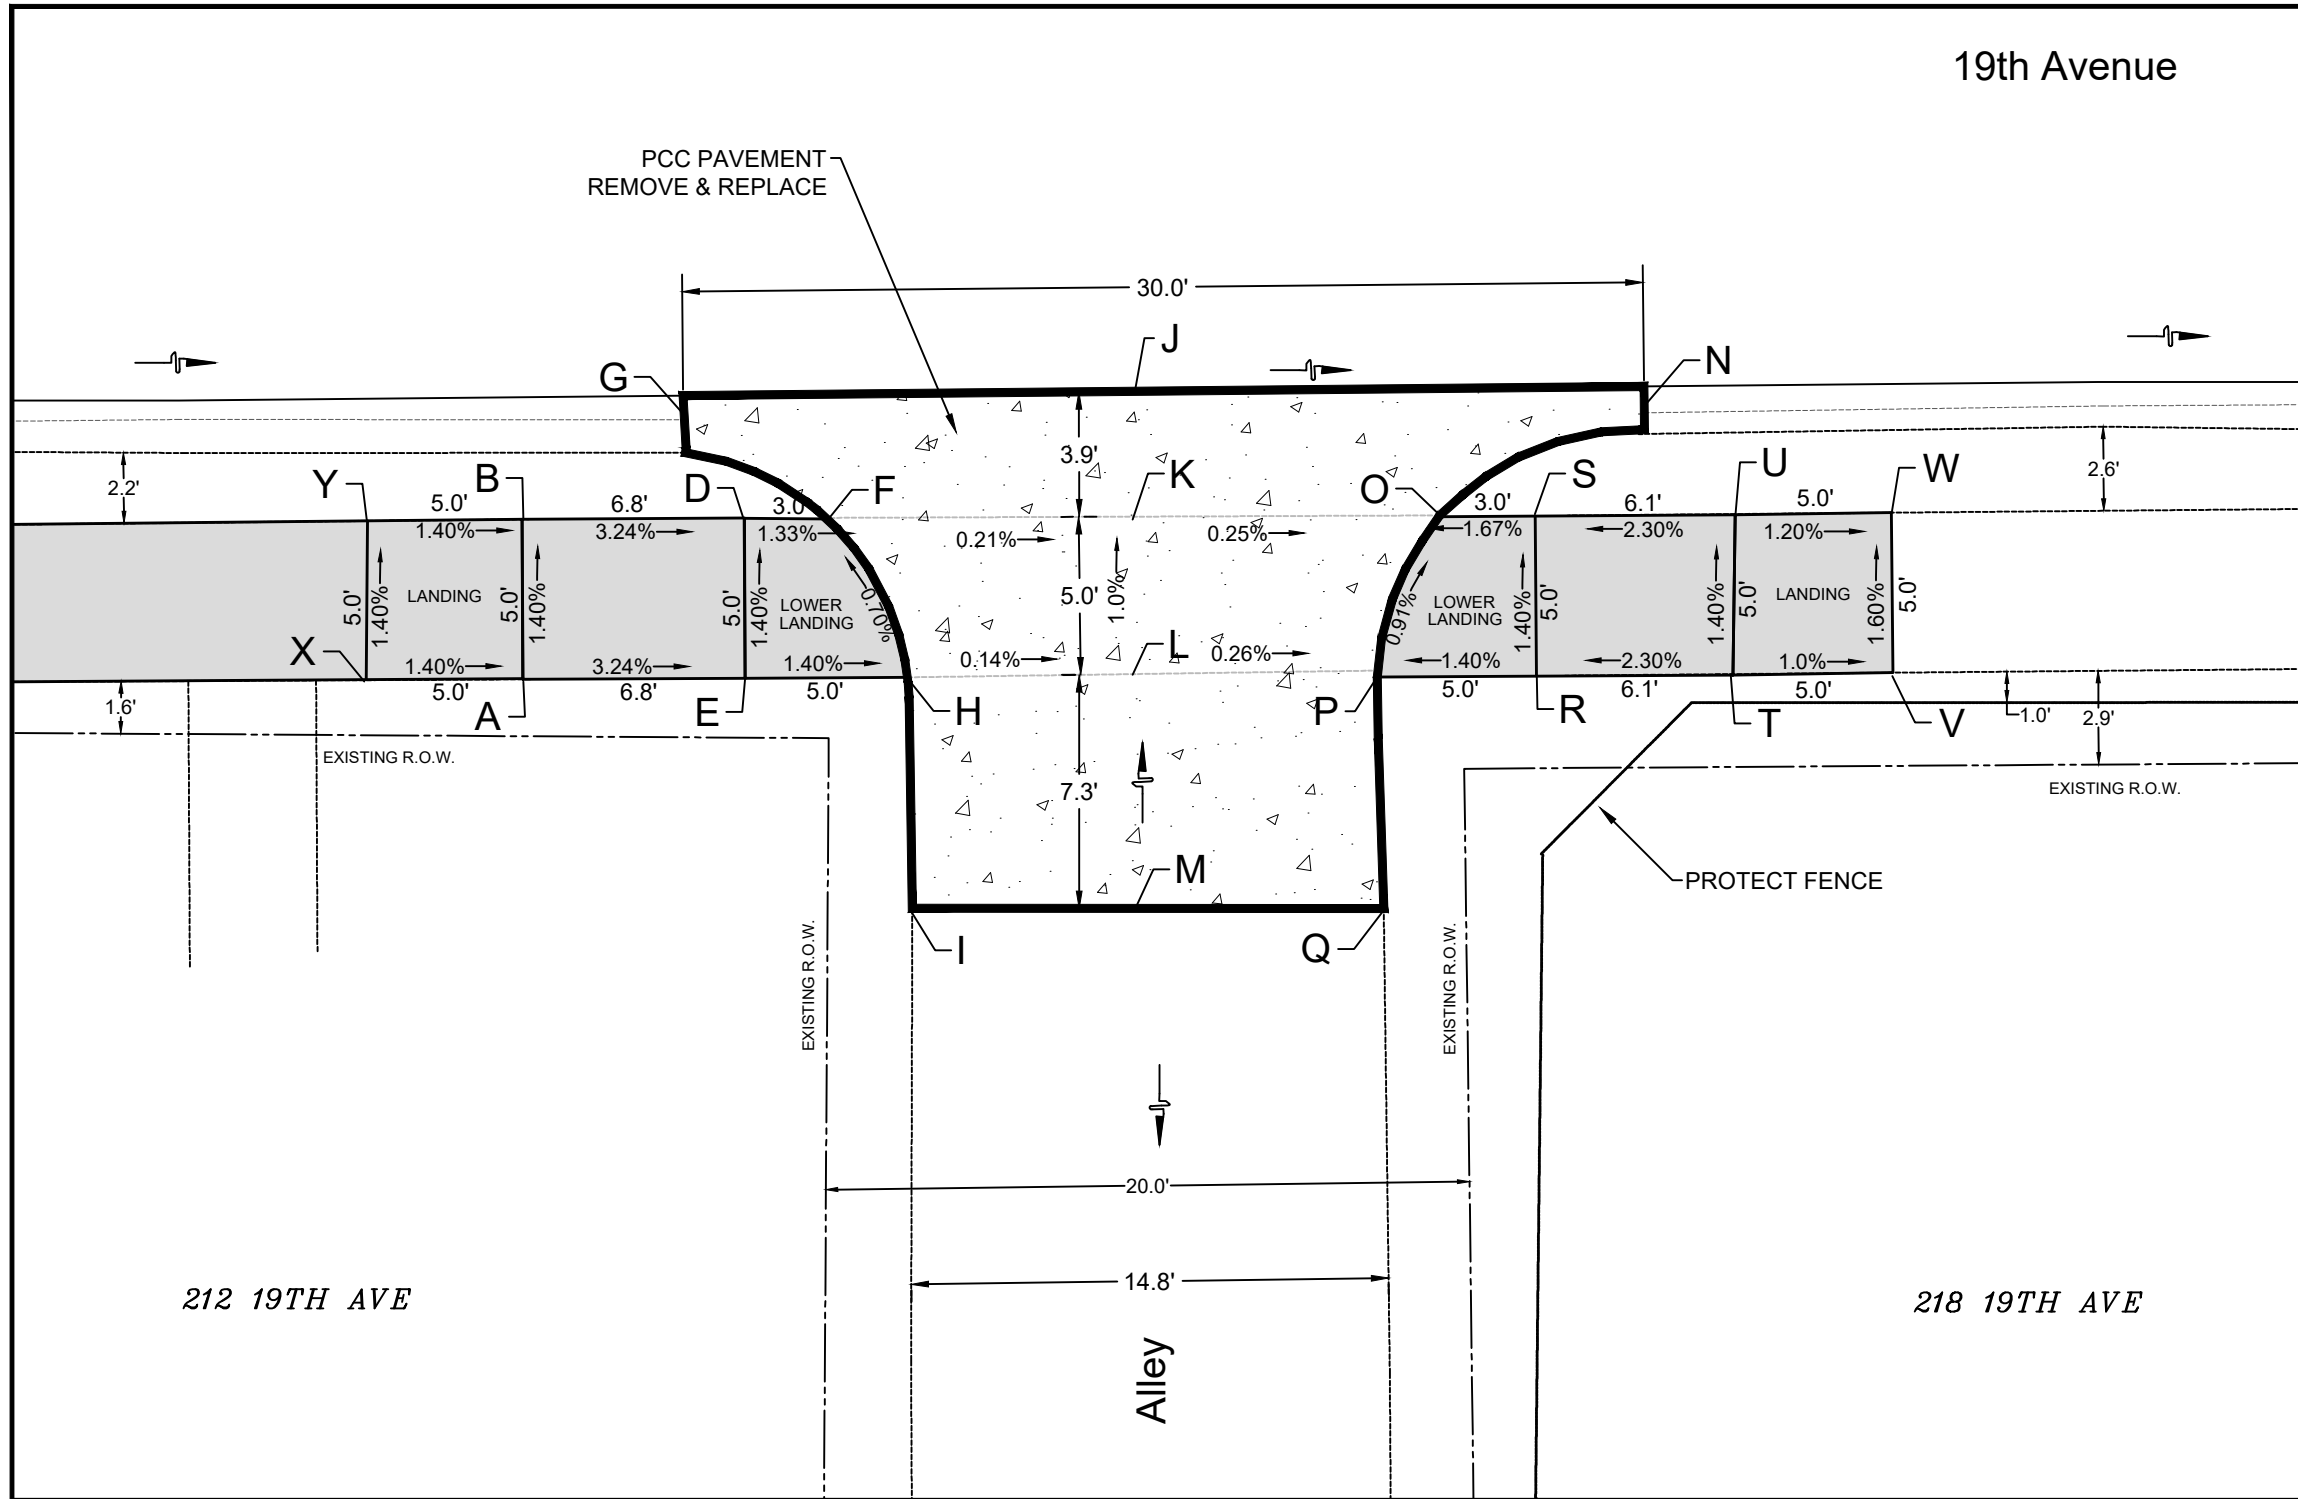 19th Avenue
PCC PAVEMENT
REMOVE & REPLACE
30.0'
J
G
N
3.9'
K
2.2'
Y
5.0'
B
6.8'
D
3.0'
F
O
3.0'
S
6.1'
U
5.0'
W
2.6'
1.40%
3.24%
1.33%
0.21%
0.25%
1.67%
2.30%
1.20%
5.0'
1.40%
LANDING
5.0'
1.40%
5.0'
1.40%
LOWER
LANDING
0.70%
5.0'
1.0%
0.91%
LOWER
LANDING
1.40%
5.0'
1.40%
5.0'
LANDING
1.60%
5.0'
X
1.40%
3.24%
1.40%
0.14%
L
0.26%
1.40%
2.30%
1.0%
5.0'
6.8'
5.0'
5.0'
6.1'
5.0'
1.6'
A
E
H
P
R
T
V
1.0'
2.9'
EXISTING R.O.W.
7.3'
EXISTING R.O.W.
M
PROTECT FENCE
I
Q
EXISTING R.O.W.
EXISTING R.O.W.
20.0'
14.8'
212 19TH AVE
218 19TH AVE
Alley